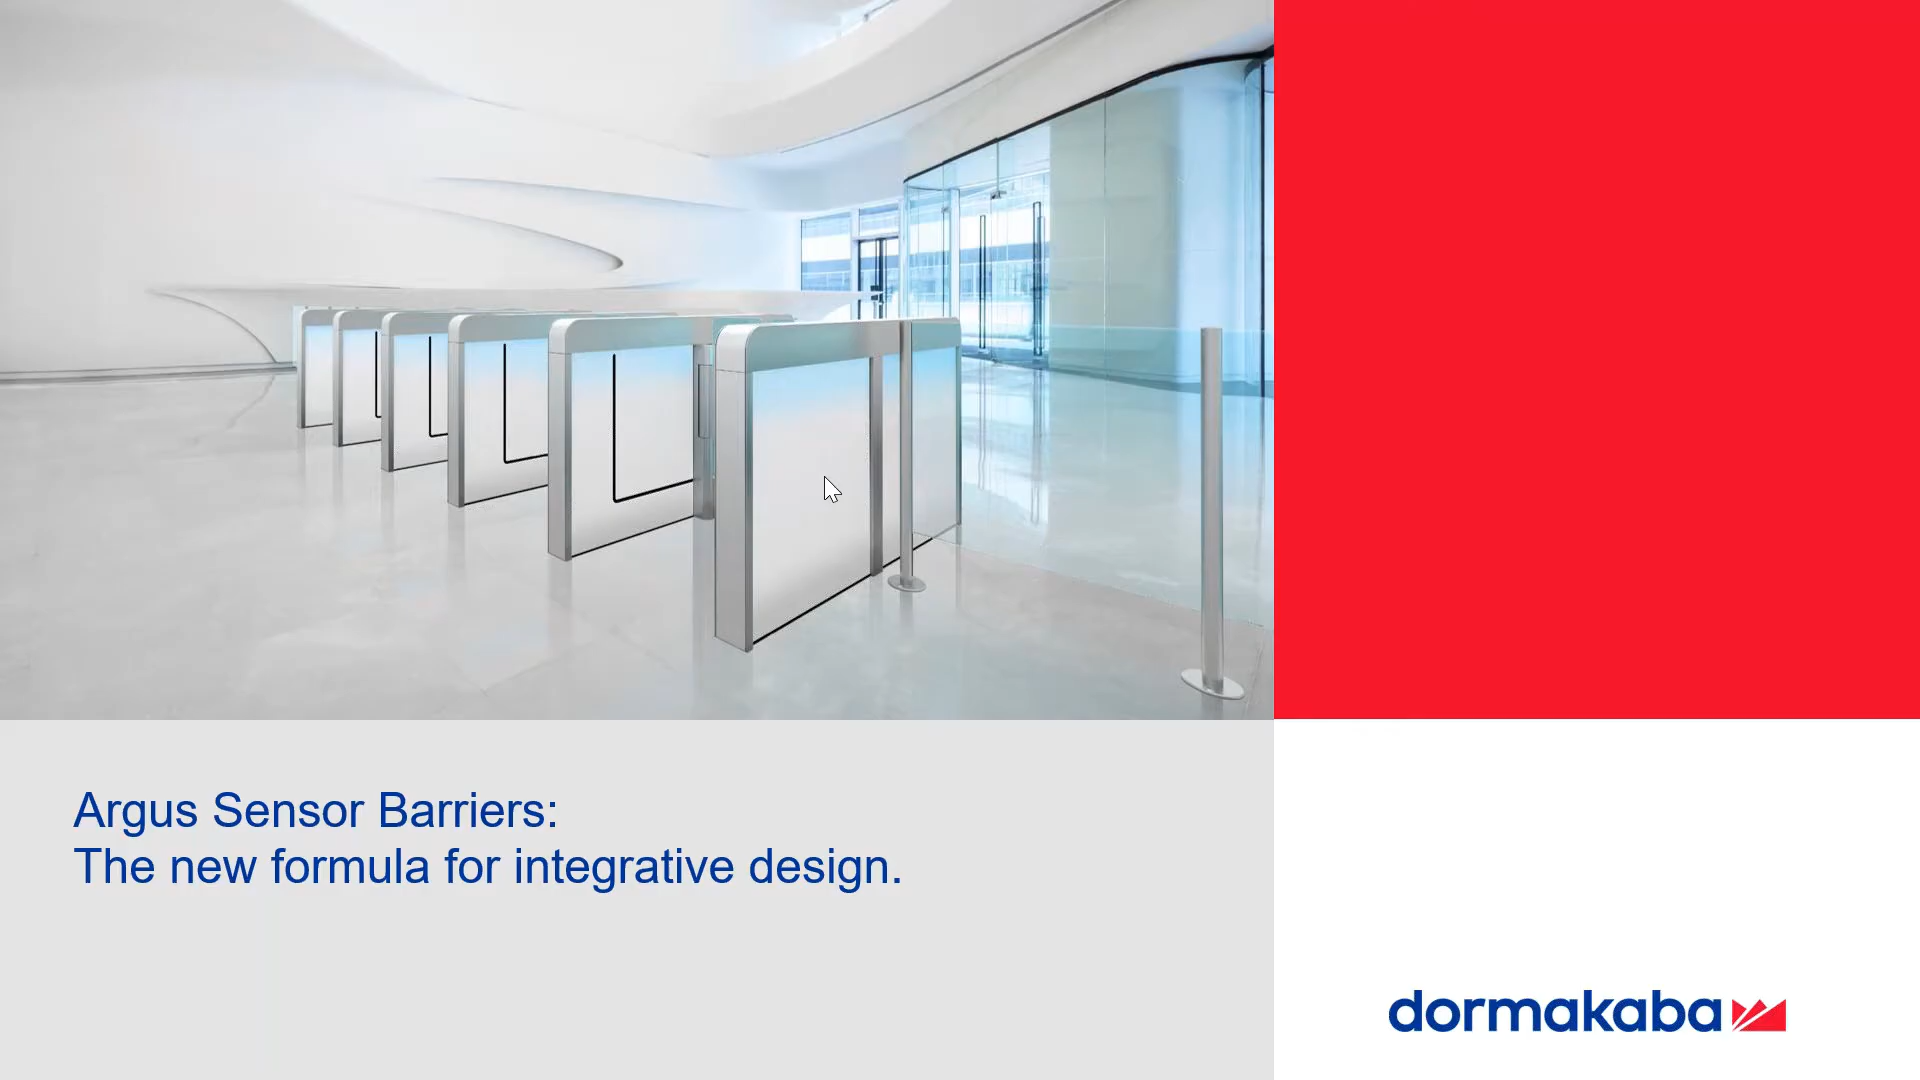 Argus Sensor Barriers:
The new formula for integrative design.
dormakaba